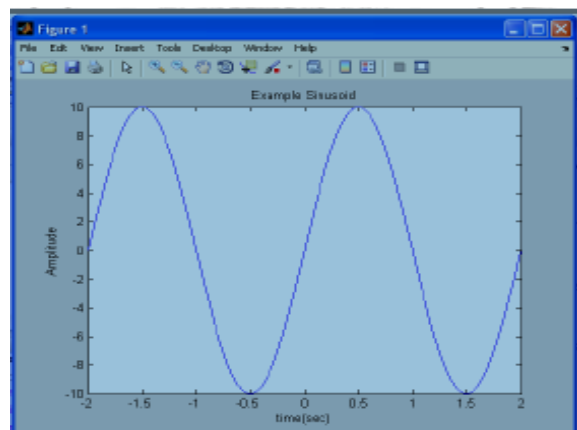 Figure 1
File Edit View Insert Tools Desktop Window Help
Example Sinusoid
10
8
6
4
2
0
-2
-4
-6
-8
-10
Amplitude
-2 -1.5 -1 -0.5 0 0.5 1 1.5 2
time(sec)